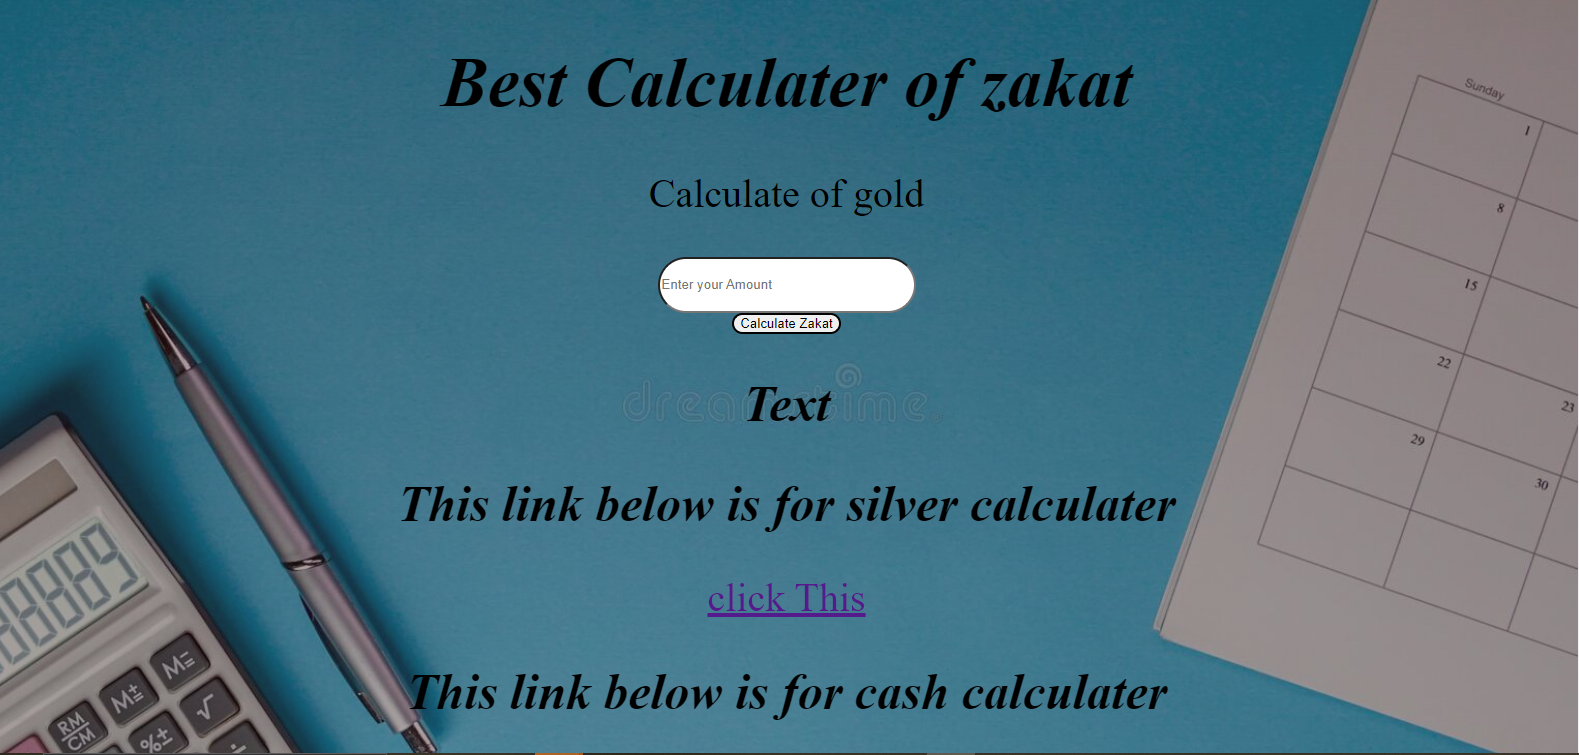 Best Calculater of zakat
Sunday
1
Calculate of gold
8
Enter your Amount
15
Calculate Zakat
22
Text
23
29
This link below is for silver calculater
30
click This
M=
M±
This link below is for cash calculater
RM
CM
√
%±
÷